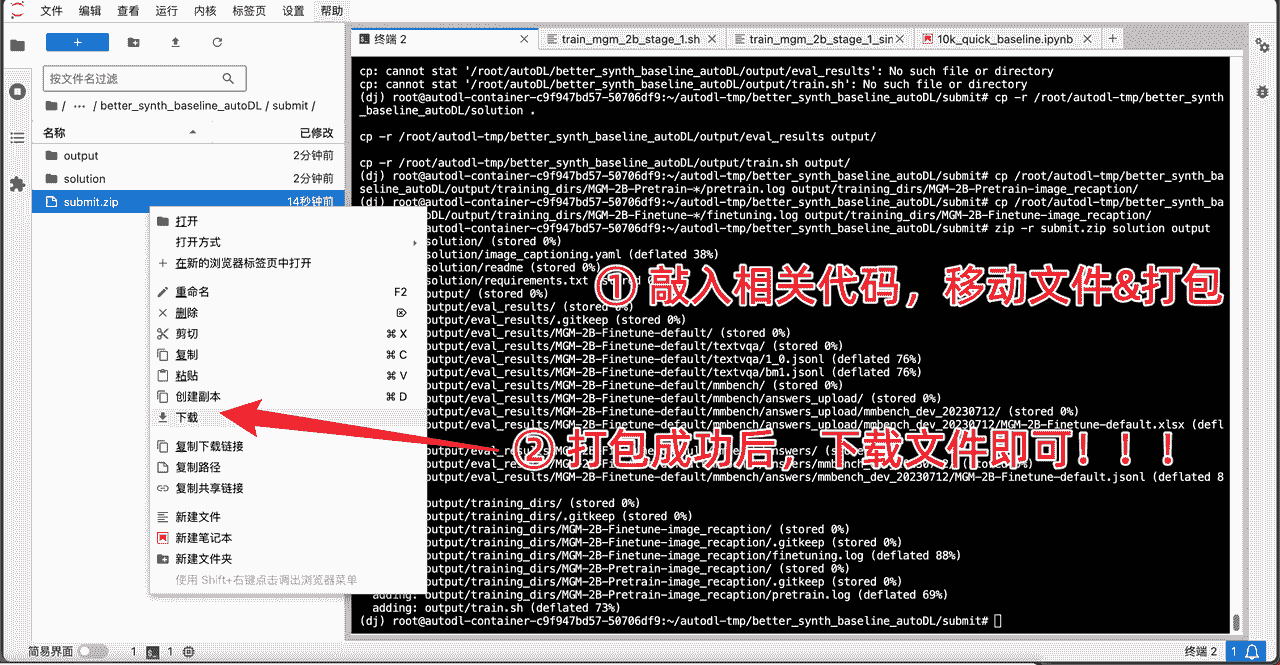 文件 编辑 查看 运行 内核 标签页 设置 帮助
按文件名过滤
/ ··· / better_synth_baseline_autoDL / submit /
名称 已修改
output 2分钟前
solution 2分钟前
submit.zip 14秒钟前
打开
打开方式
在新的浏览器标签页中打开
重命名 F2
删除
剪切 ⌘ X
复制 ⌘ C
粘贴 ⌘ V
创建副本 ⌘ D
下载
复制下载链接
复制路径
复制共享链接
新建文件
新建笔记本
新建文件夹
使用 Shift+右键点击调出浏览器菜单
终端 2 train_mgm_2b_stage_1.sh train_mgm_2b_stage_1_sin 10k_quick_baseline.ipynb
cp: cannot stat '/root/autoDL/better_synth_baseline_autoDL/output/eval_results': No such file or directory
cp: cannot stat '/root/autoDL/better_synth_baseline_autoDL/output/train.sh': No such file or directory
(dj) root@autodl-container-c9f947bd57-50706df9:~/autodl-tmp/better_synth_baseline_autoDL/submit# cp -r /root/autodl-tmp/better_synth
_baseline_autoDL/solution .
cp -r /root/autodl-tmp/better_synth_baseline_autoDL/output/eval_results output/
cp -r /root/autodl-tmp/better_synth_baseline_autoDL/output/train.sh output/
(dj) root@autodl-container-c9f947bd57-50706df9:~/autodl-tmp/better_synth_baseline_autoDL/submit# cp /root/autodl-tmp/better_synth_ba
seline_autoDL/output/training_dirs/MGM-2B-Pretrain-*/pretrain.log output/training_dirs/MGM-2B-Pretrain-image_recaption/
(dj) root@autodl-container-c9f947bd57-50706df9:~/autodl-tmp/better_synth_baseline_autoDL/submit# cp /root/autodl-tmp/better_synth_ba
DL/output/training_dirs/MGM-2B-Finetune-*/finetuning.log output/training_dirs/MGM-2B-Finetune-image_recaption/
container-c9f947bd57-50706df9:~/autodl-tmp/better_synth_baseline_autoDL/submit# zip -r submit.zip solution output
solution/ (stored 0%)
solution/image_captioning.yaml (deflated 38%)
solution/readme (stored 0%)
solution/requirements.txt
output/ (stored 0%)
① 敲入相关代码，移动文件&打包
output/eval_results/ (stored
output/eval_results/.gitkeep (stored 0%)
output/eval_results/MGM-2B-Finetune-default/ (stored 0%)
output/eval_results/MGM-2B-Finetune-default/textvqa/ (stored 0%)
output/eval_results/MGM-2B-Finetune-default/textvqa/1_0.jsonl (deflated 76%)
output/eval_results/MGM-2B-Finetune-default/textvqa/bm1.jsonl (deflated 76%)
output/eval_results/MGM-2B-Finetune-default/mmbench/ (stored 0%)
output/eval_results/MGM-2B-Finetune-default/mmbench/answers_upload/ (stored 0%)
output/eval_results/MGM-2B-Finetune-default/mmbench/answers_upload/mmbench_dev_20230712/ (stored 0%)
output/eval_results/MGM-2B-Finetune-default/mmbench/answers_upload/mmbench_dev_20230712/MGM-2B-Finetune-default.xlsx (defl
② 打包成功后，下载文件即可！！！
output/eval_results/MGM-2B-Finetune-default/mmbench/answers/mmbench_dev_20230712/MGM-2B-Finetune-default.jsonl (deflated 8
output/training_dirs/ (stored 0%)
output/training_dirs/.gitkeep (stored 0%)
output/training_dirs/MGM-2B-Finetune-image_recaption/ (stored 0%)
output/training_dirs/MGM-2B-Finetune-image_recaption/.gitkeep (stored 0%)
output/training_dirs/MGM-2B-Finetune-image_recaption/finetuning.log (deflated 88%)
output/training_dirs/MGM-2B-Pretrain-image_recaption/ (stored 0%)
output/training_dirs/MGM-2B-Pretrain-image_recaption/.gitkeep (stored 0%)
adding: output/training_dirs/MGM-2B-Pretrain-image_recaption/pretrain.log (deflated 69%)
adding: output/train.sh (deflated 73%)
(dj) root@autodl-container-c9f947bd57-50706df9:~/autodl-tmp/better_synth_baseline_autoDL/submit#
简易界面 1 1 终端 2 1